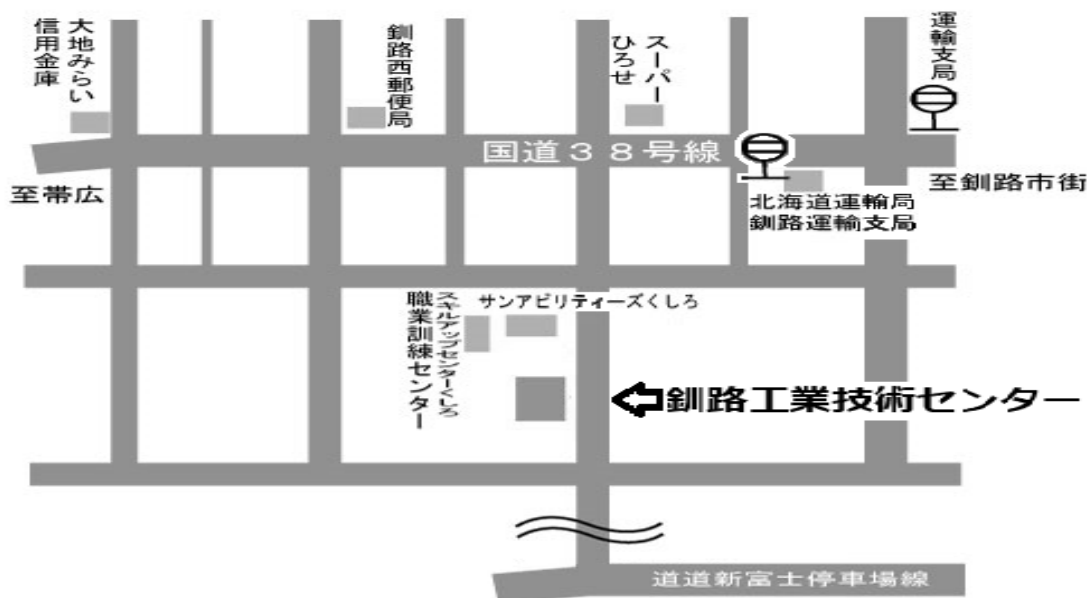 大地みらい
信用金庫
釧路西郵便局
スーパー
ひろせ
運輸支局
国道38号線
至帯広
至釧路市街
北海道運輸局
釧路運輸支局
サンアビリティーズくしろ
スキルアップセンターくしろ
職業訓練センター
釧路工業技術センター
道道新富士停車場線